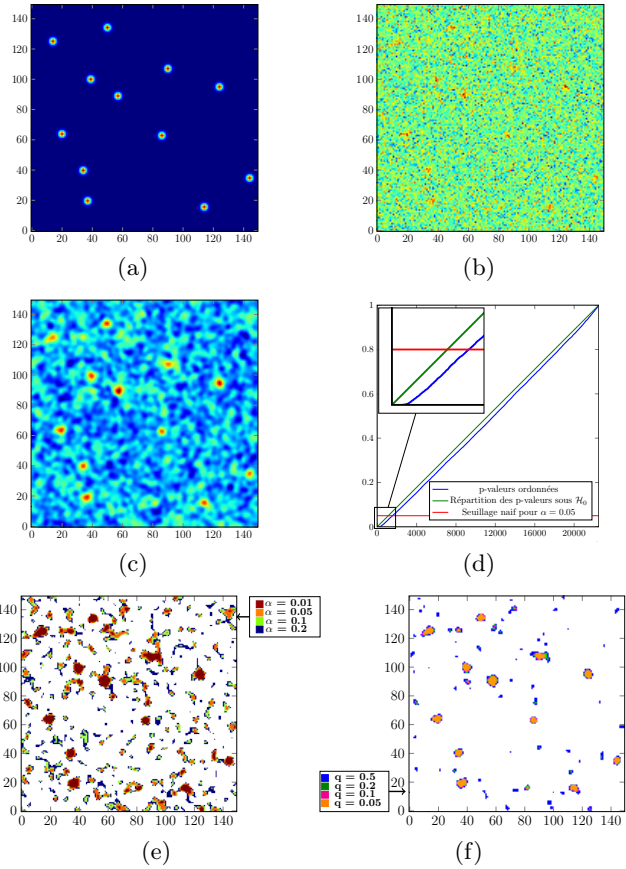 140
120
100
80
60
40
20
0
0 20 40 60 80 100 120 140
(a)
140
120
100
80
60
40
20
0
0 20 40 60 80 100 120 140
(b)
140
120
100
80
60
40
20
0
0 20 40 60 80 100 120 140
(c)
1
0.8
0.6
0.4
0.2
0
p-valeurs ordonnées
Répartition des p-valeurs sous ℋ₀
Seuillage naif pour α = 0.05
0 4000 8000 12000 16000 20000
(d)
α = 0.01
α = 0.05
α = 0.1
α = 0.2
140
120
100
80
60
40
20
0
0 20 40 60 80 100 120 140
(e)
140
120
100
80
60
40
20
0
q = 0.5
q = 0.2
q = 0.1
q = 0.05
0 20 40 60 80 100 120 140
(f)